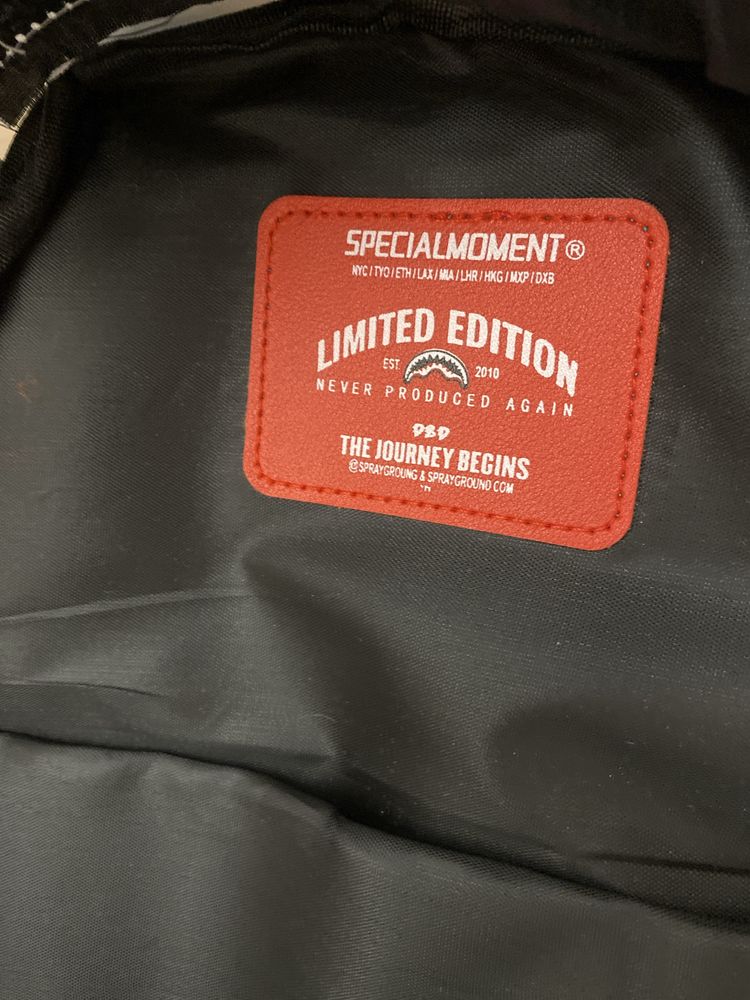 SPECIALMOMENT®
NYC/TYO/ETH/LAX/MIA/LHR/HKG/MXP/DXB
LIMITED EDITION
EST 2010
NEVER PRODUCED AGAIN
DBD
THE JOURNEY BEGINS
@SPRAYGROUNG & SPRAYGROUND COM